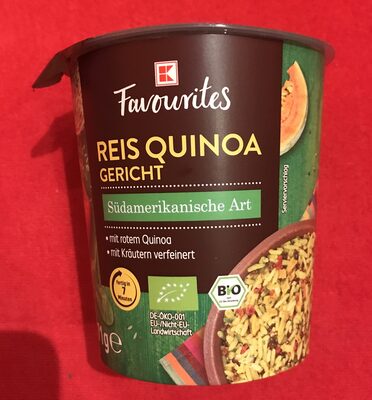 K
Favourites
REIS QUINOA
GERICHT
Südamerikanische Art
• mit rotem Quinoa
• mit Kräutern verfeinert
Serviervorschlag
fertig in
7
Minuten
BIO
DE-ÖKO-001
EU-/Nicht-EU-
Landwirtschaft
g℮